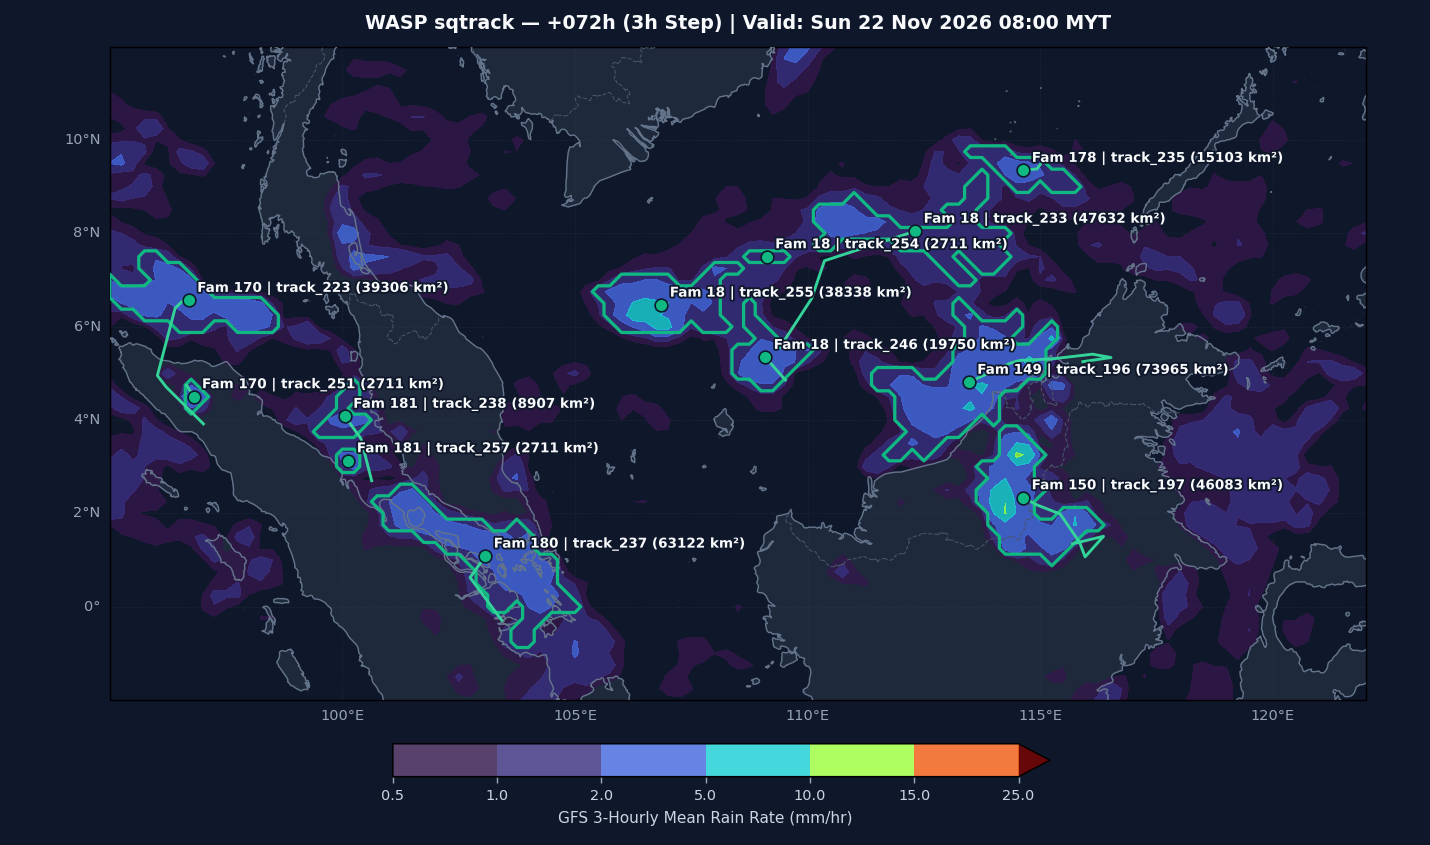 WASP sqtrack — +072h (3h Step) | Valid: Sun 22 Nov 2026 08:00 MYT
10°N
8°N
6°N
4°N
2°N
0°
Fam 178 | track_235 (15103 km²)
Fam 18 | track_233 (47632 km²)
Fam 18 | track_254 (2711 km²)
Fam 170 | track_223 (39306 km²)
Fam 18 | track_255 (38338 km²)
Fam 18 | track_246 (19750 km²)
Fam 149 | track_196 (73965 km²)
Fam 170 | track_251 (2711 km²)
Fam 181 | track_238 (8907 km²)
Fam 181 | track_257 (2711 km²)
Fam 150 | track_197 (46083 km²)
Fam 180 | track_237 (63122 km²)
100°E 105°E 110°E 115°E 120°E
0.5 1.0 2.0 5.0 10.0 15.0 25.0
GFS 3-Hourly Mean Rain Rate (mm/hr)